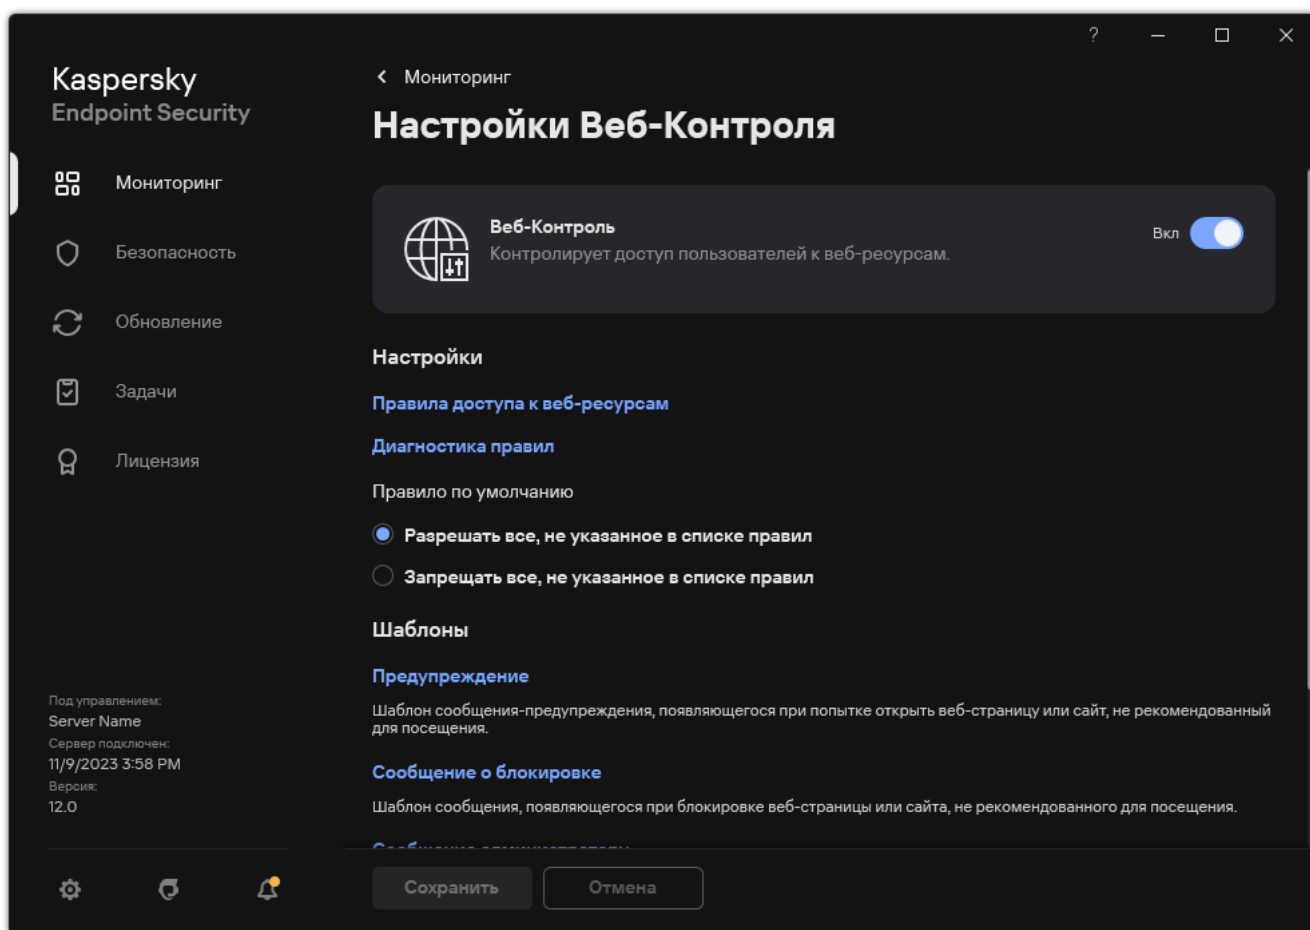 ?
Kaspersky
Endpoint Security
Мониторинг
Безопасность
Обновление
Задачи
Лицензия
Под управлением:
Server Name
Сервер подключен:
11/9/2023 3:58 PM
Версия:
12.0
Мониторинг
Настройки Веб-Контроля
Веб-Контроль
Контролирует доступ пользователей к веб-ресурсам.
Вкл
Настройки
Правила доступа к веб-ресурсам
Диагностика правил
Правило по умолчанию
Разрешать все, не указанное в списке правил
Запрещать все, не указанное в списке правил
Шаблоны
Предупреждение
Шаблон сообщения-предупреждения, появляющегося при попытке открыть веб-страницу или сайт, не рекомендованный
для посещения.
Сообщение о блокировке
Шаблон сообщения, появляющегося при блокировке веб-страницы или сайта, не рекомендованного для посещения.
Сохранить
Отмена